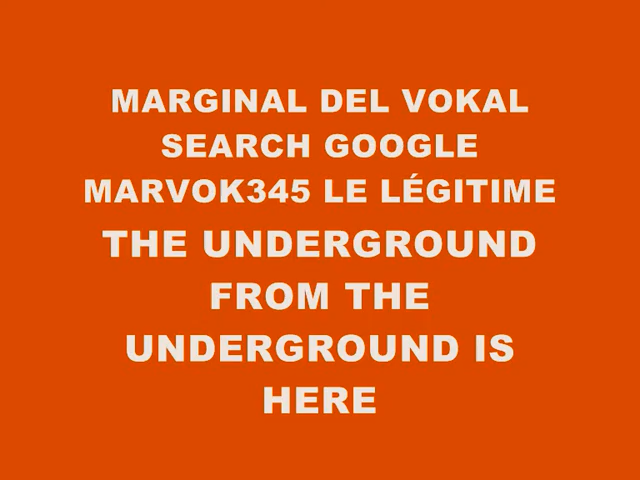 MARGINAL DEL VOKAL
SEARCH GOOGLE
MARVOK345 LE LÉGITIME
THE UNDERGROUND
FROM THE
UNDERGROUND IS
HERE